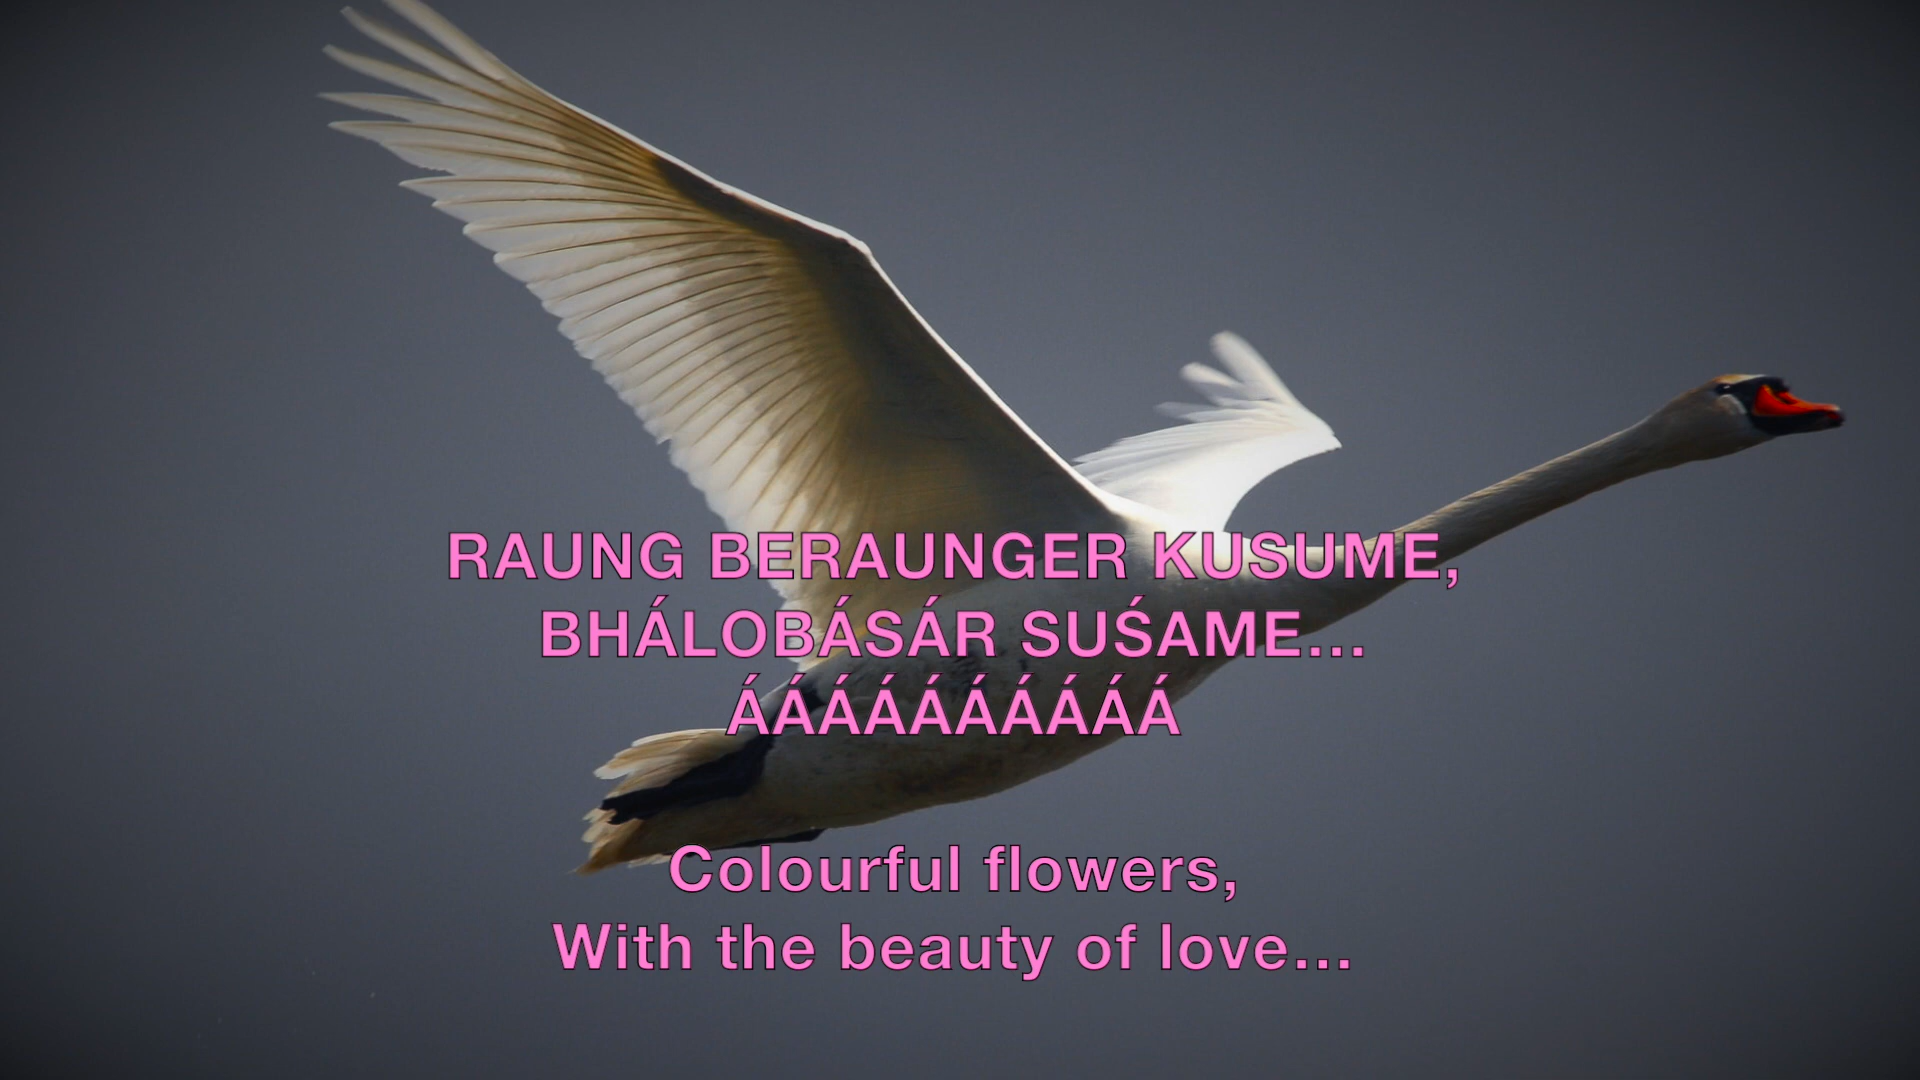 RAUNG BERAUNGER KUSUME,
BHÁLOBÁSÁR SUŚAME...
ÁÁÁÁÁÁÁÁÁÁ
Colourful flowers,
With the beauty of love...